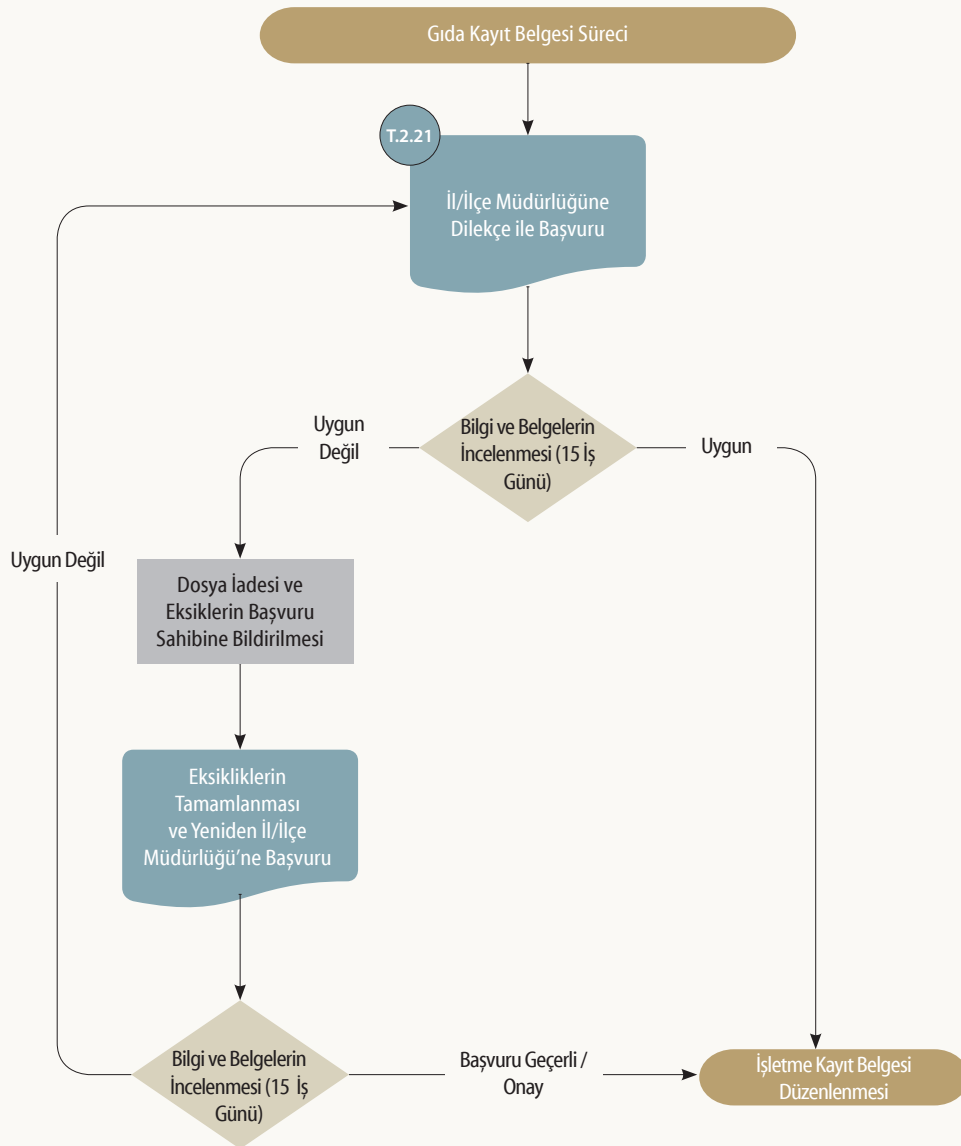 Gıda Kayıt Belgesi Süreci
T.2.21
İl/İlçe Müdürlüğüne
Dilekçe ile Başvuru
Bilgi ve Belgelerin
İncelenmesi (15 İş
Günü)
Uygun
Değil
Uygun
Uygun Değil
Dosya İadesi ve
Eksiklerin Başvuru
Sahibine Bildirilmesi
Eksikliklerin
Tamamlanması
ve Yeniden İl/İlçe
Müdürlüğü'ne Başvuru
Bilgi ve Belgelerin
İncelenmesi (15 İş
Günü)
Başvuru Geçerli /
Onay
İşletme Kayıt Belgesi
Düzenlenmesi